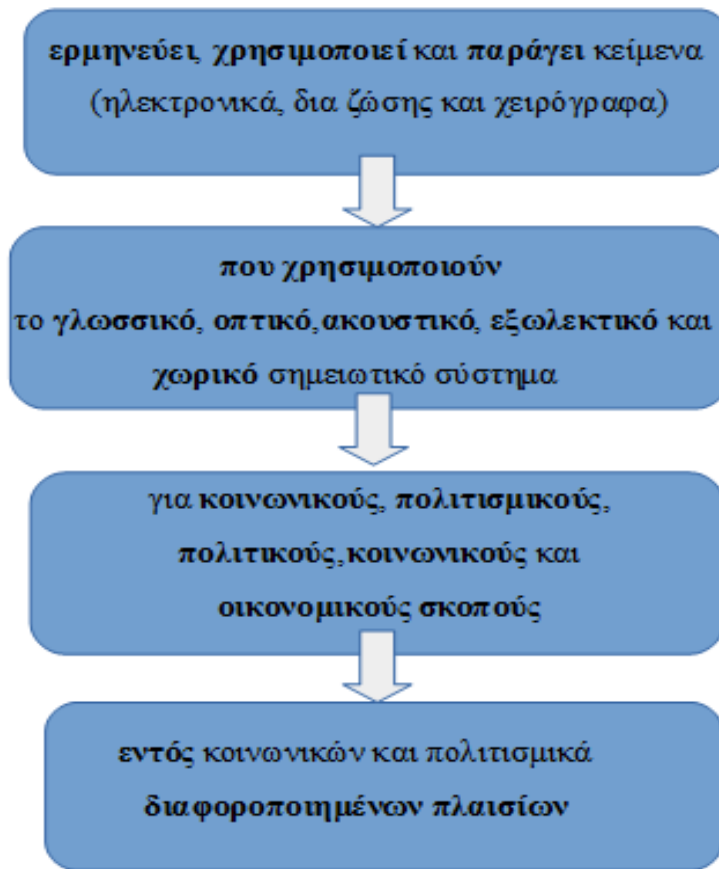 ερμηνεύει, χρησιμοποιεί και παράγει κείμενα
(ηλεκτρονικά, δια ζώσης και χειρόγραφα)
που χρησιμοποιούν
το γλωσσικό, οπτικό,ακουστικό, εξωλεκτικό και
χωρικό σημειωτικό σύστημα
για κοινωνικούς, πολιτισμικούς,
πολιτικούς,κοινωνικούς και
οικονομικούς σκοπούς
εντός κοινωνικών και πολιτισμικά
διαφοροποιημένων πλαισίων